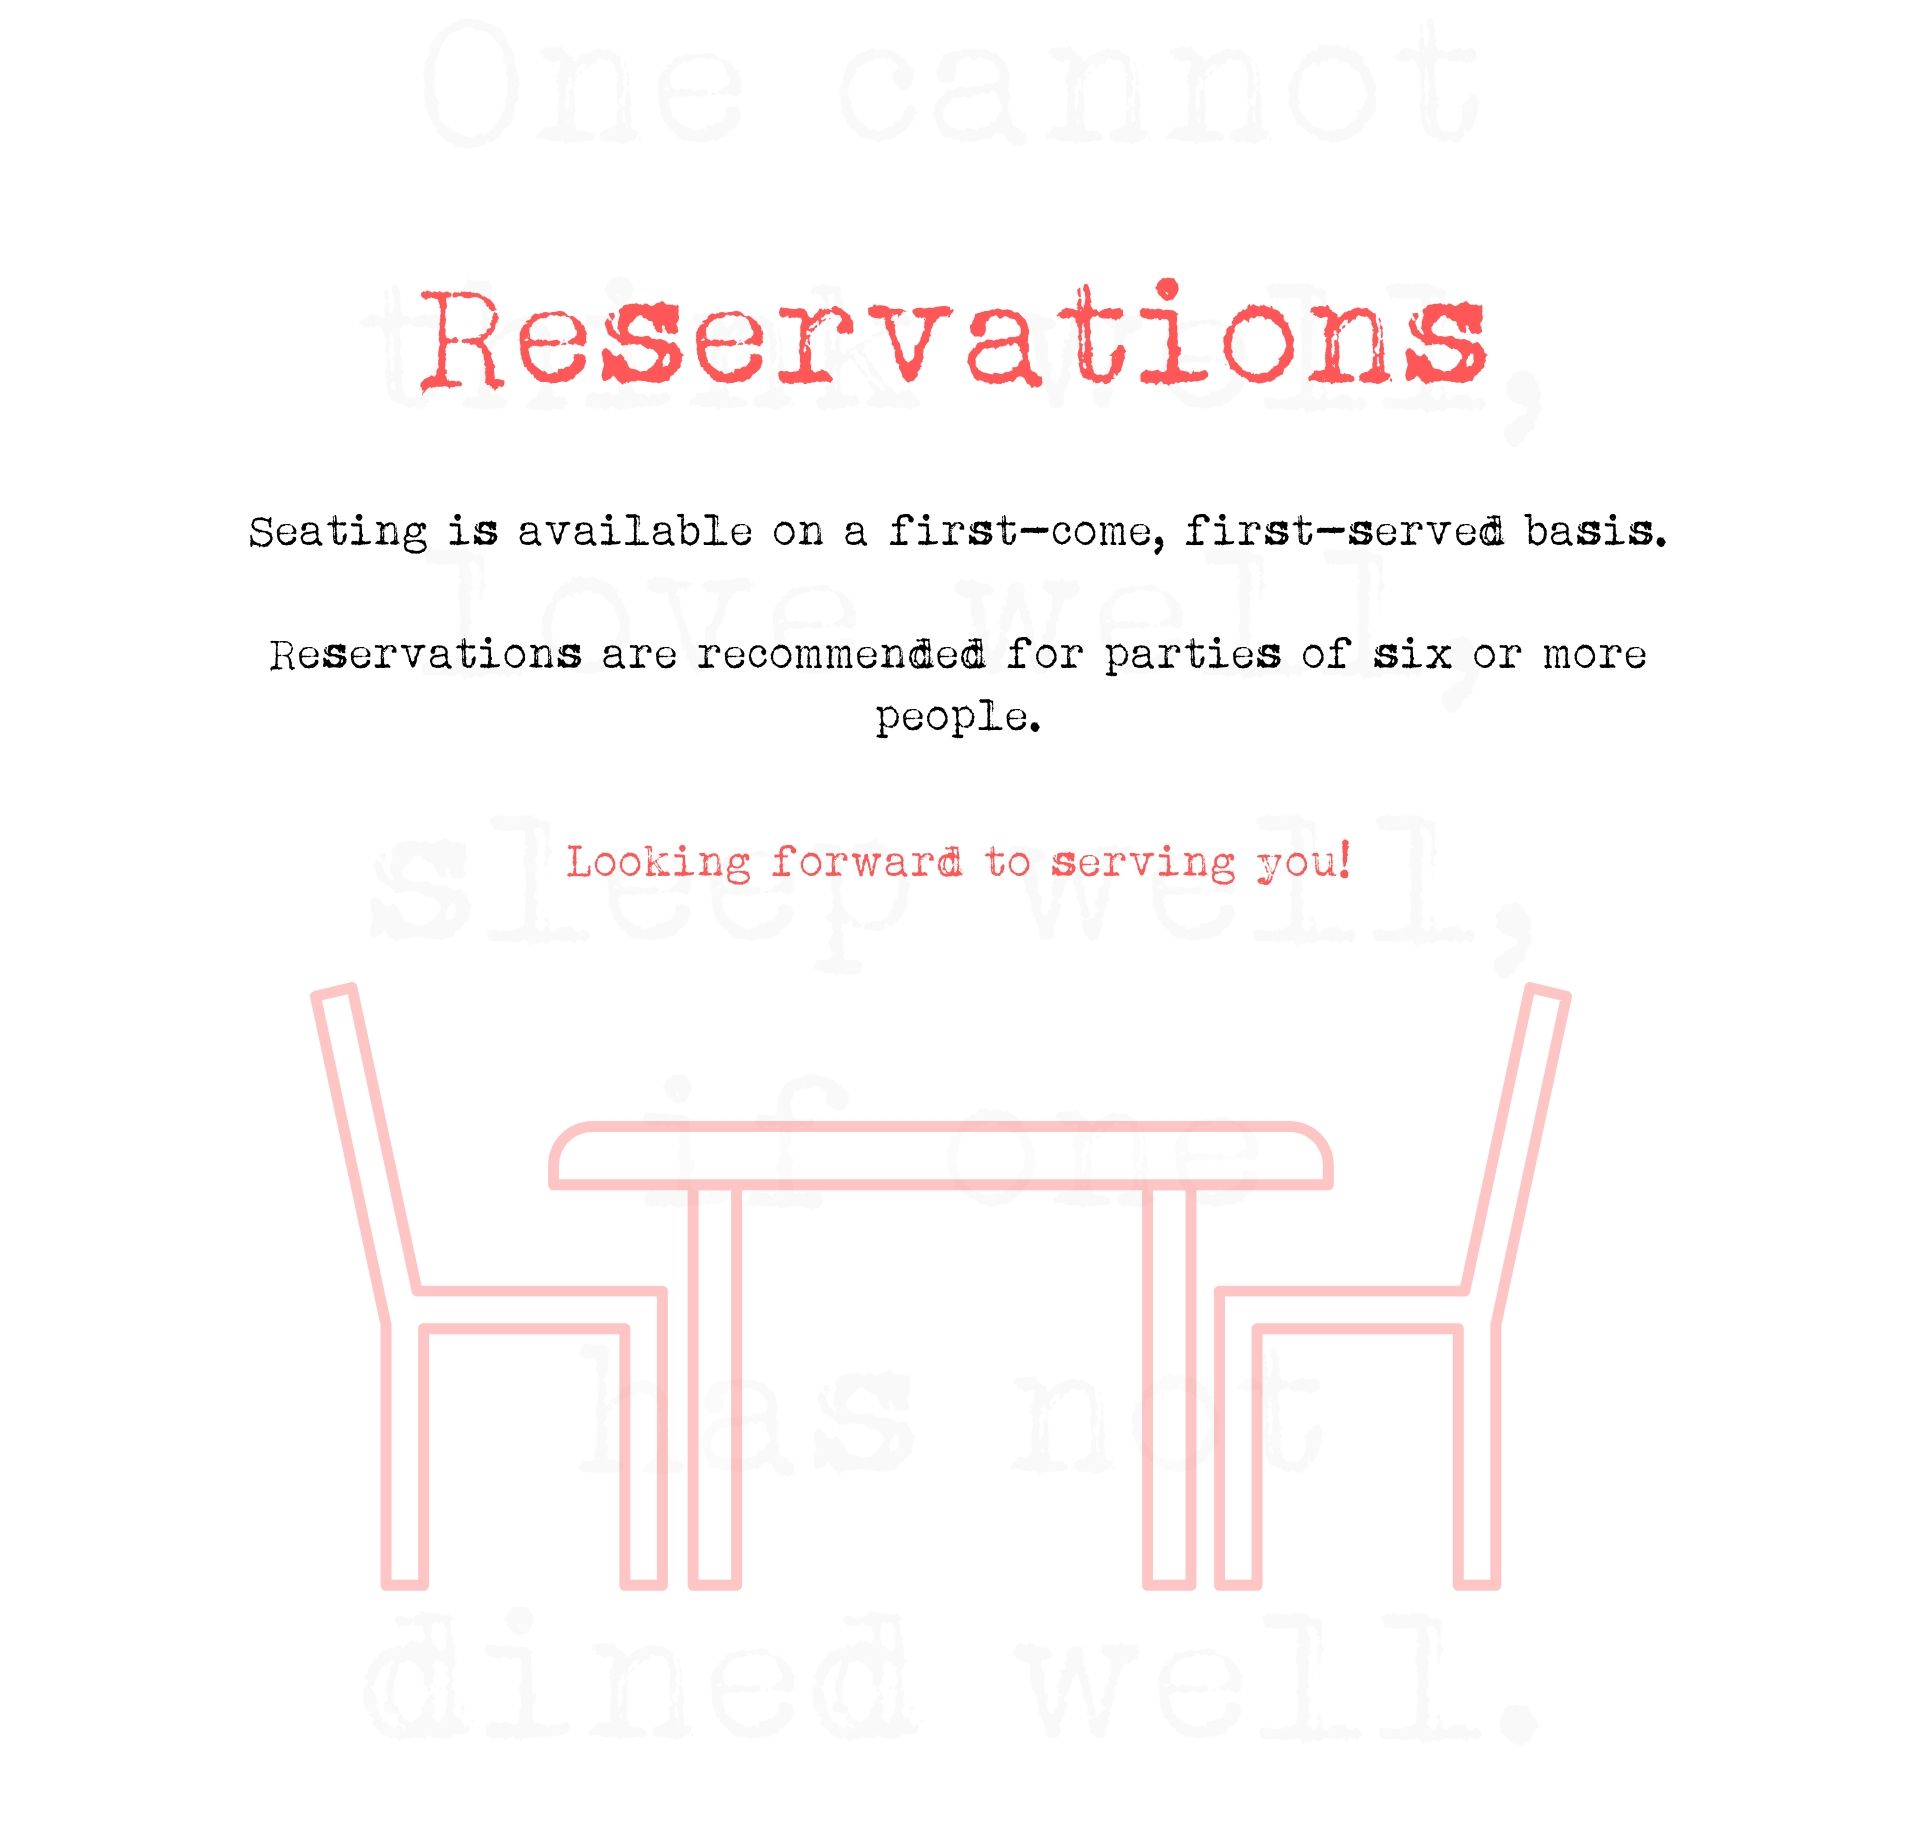 One cannot
think well,
Reservations
Seating is available on a first-come, first-served basis.
love well,
Reservations are recommended for parties of six or more
people.
sleep well,
Looking forward to serving you!
if one
has not
dined well.